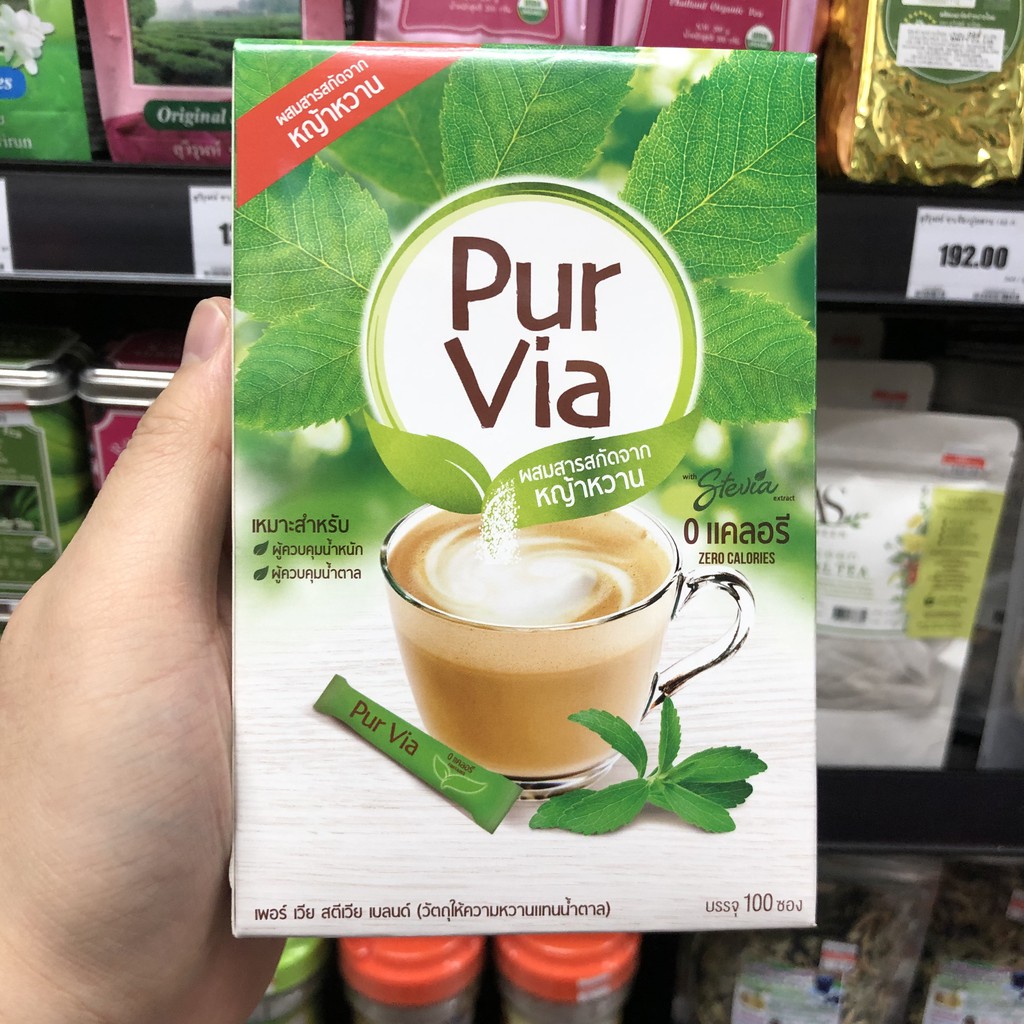 ผสมสารสกัดจาก
หญ้าหวาน
Pur
Via
ผสมสารสกัดจาก
หญ้าหวาน
with Stevia extract
0 แคลอรี
ZERO CALORIES
เหมาะสำหรับ
ผู้ควบคุมน้ำหนัก
ผู้ควบคุมน้ำตาล
Pur Via
0 แคลอรี
เพอร์ เวีย สตีเวีย เบลนด์ (วัตถุให้ความหวานแทนน้ำตาล)
บรรจุ 100 ซอง
Original
192.00